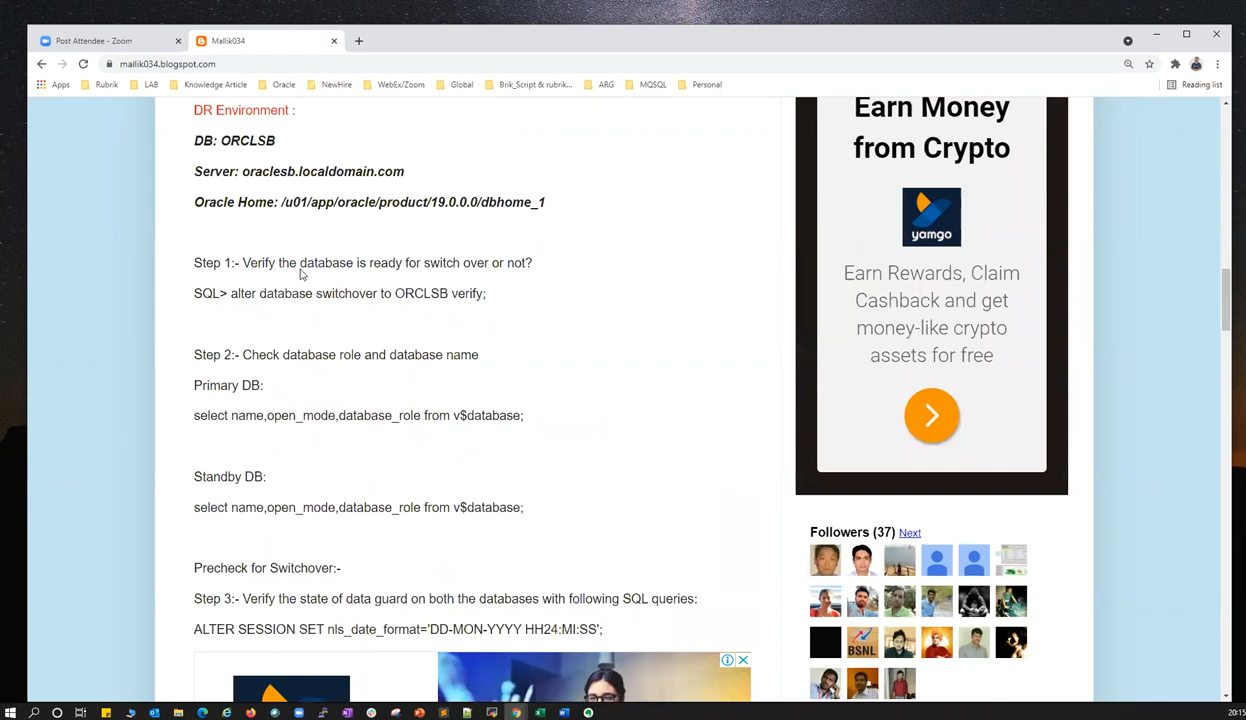 Post Attendee - Zoom
Mallik034
mallik034.blogspot.com
Apps
Rubrik
LAB
Knowledge Article
Oracle
NewHire
WebEx/Zoom
Global
Brik_Script & rubrik...
ARG
MQSQL
Personal
Reading list
DR Environment :
DB: ORCLSB
Server: oraclesb.localdomain.com
Oracle Home: /u01/app/oracle/product/19.0.0.0/dbhome_1
Step 1:- Verify the database is ready for switch over or not?
SQL> alter database switchover to ORCLSB verify;
Step 2:- Check database role and database name
Primary DB:
select name,open_mode,database_role from v$database;
Standby DB:
select name,open_mode,database_role from v$database;
Precheck for Switchover:-
Step 3:- Verify the state of data guard on both the databases with following SQL queries:
ALTER SESSION SET nls_date_format='DD-MON-YYYY HH24:MI:SS';
Earn Money
from Crypto
yamgo
Earn Rewards, Claim
Cashback and get
money-like crypto
assets for free
Followers (37) Next
BSNL
20:15